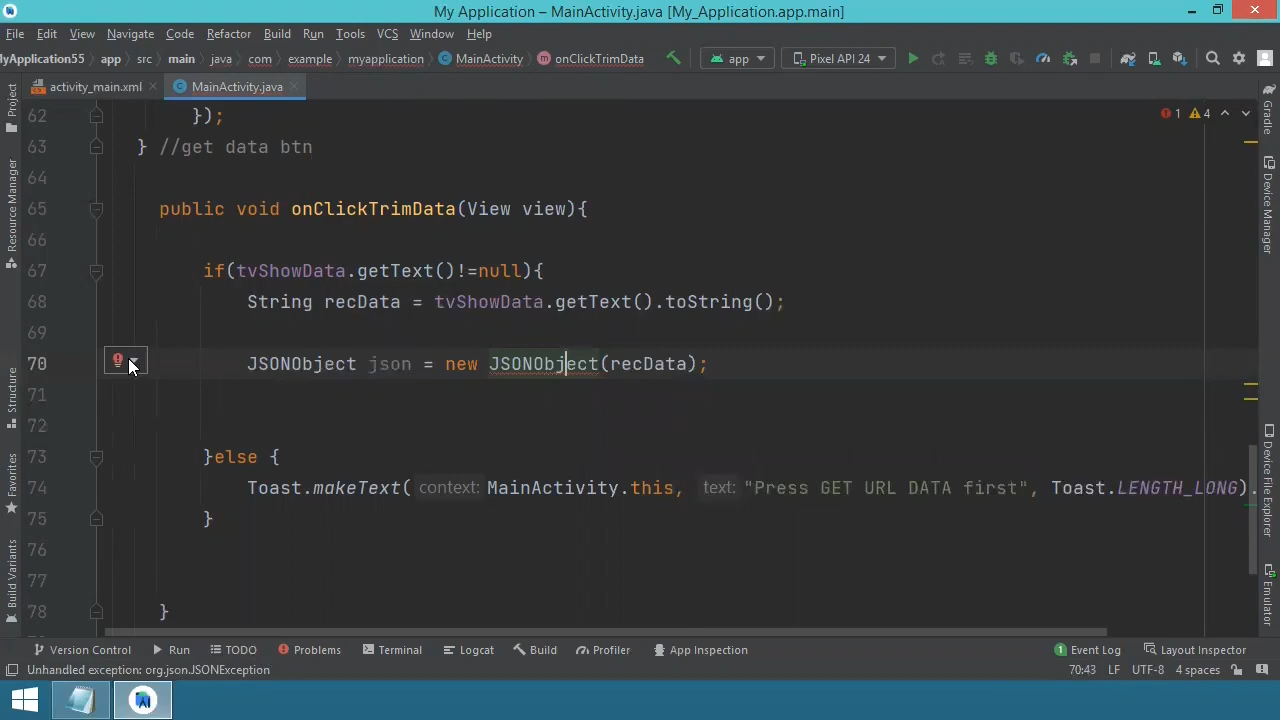 My Application – MainActivity.java [My_Application.app.main]
File Edit View Navigate Code Refactor Build Run Tools VCS Window Help
MyApplication55 app src main java com example myapplication MainActivity onClickTrimData app Pixel API 24
activity_main.xml MainActivity.java
1 4
62 });
63 } //get data btn
64
65 public void onClickTrimData(View view){
66
67 if(tvShowData.getText()!=null){
68 String recData = tvShowData.getText().toString();
69
70 JSONObject json = new JSONObject(recData);
71
72
73 }else {
74 Toast.makeText( context: MainActivity.this, text: "Press GET URL DATA first", Toast.LENGTH_LONG).
75 }
76
77
78 }
Project
Resource Manager
Structure
Favorites
Build Variants
Gradle
Device Manager
Device File Explorer
Emulator
Version Control Run TODO Problems Terminal Logcat Build Profiler App Inspection 1 Event Log Layout Inspector
Unhandled exception: org.json.JSONException 70:43 LF UTF-8 4 spaces